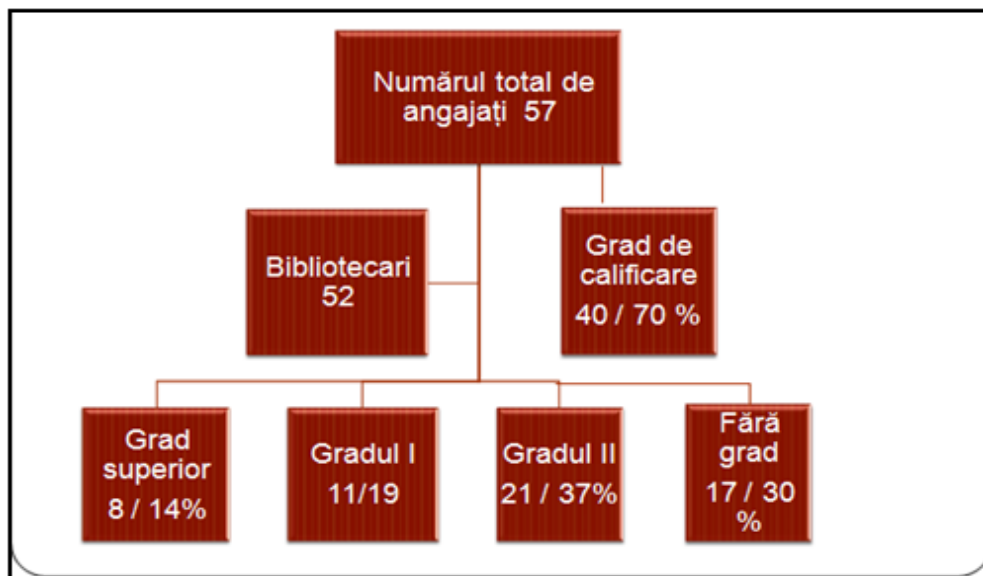 Numărul total de
angajați 57
Bibliotecari
52
Grad de
calificare
40 / 70 %
Grad
superior
8 / 14%
Gradul I
11/19
Gradul II
21 / 37%
Fără
grad
17 / 30
%